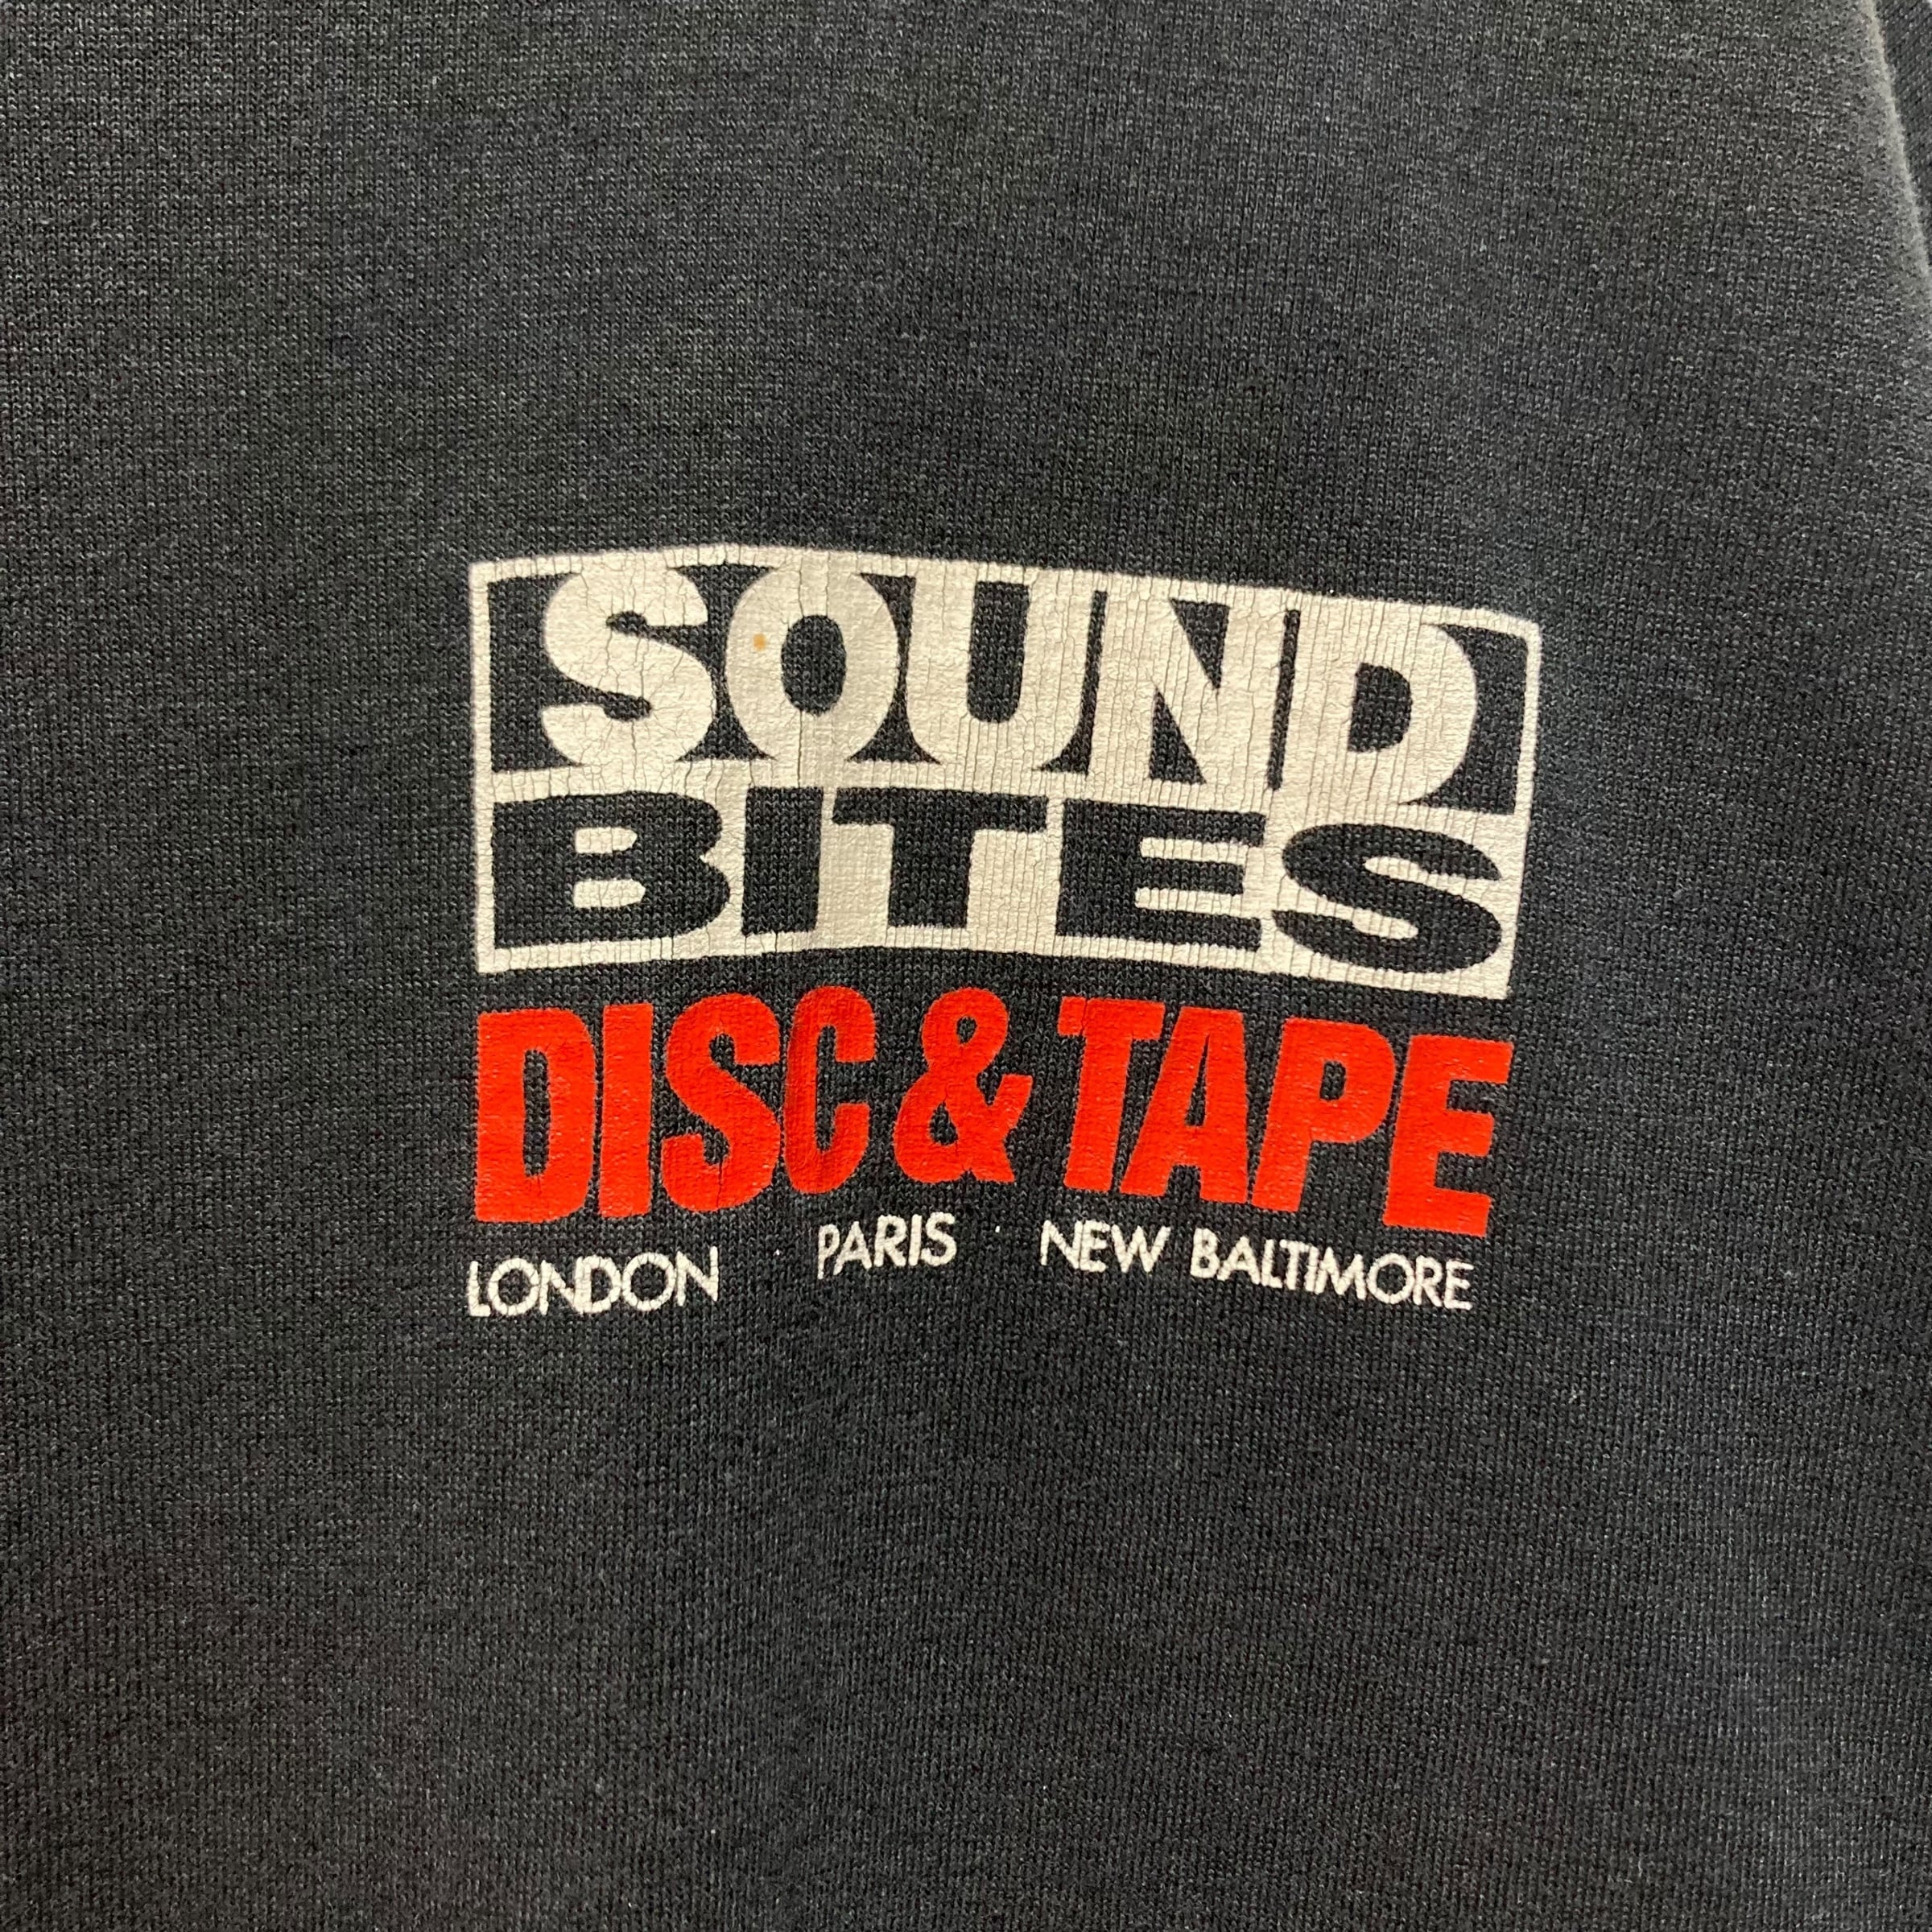 SOUND
BITES
DISC & TAPE
LONDON · PARIS · NEW BALTIMORE